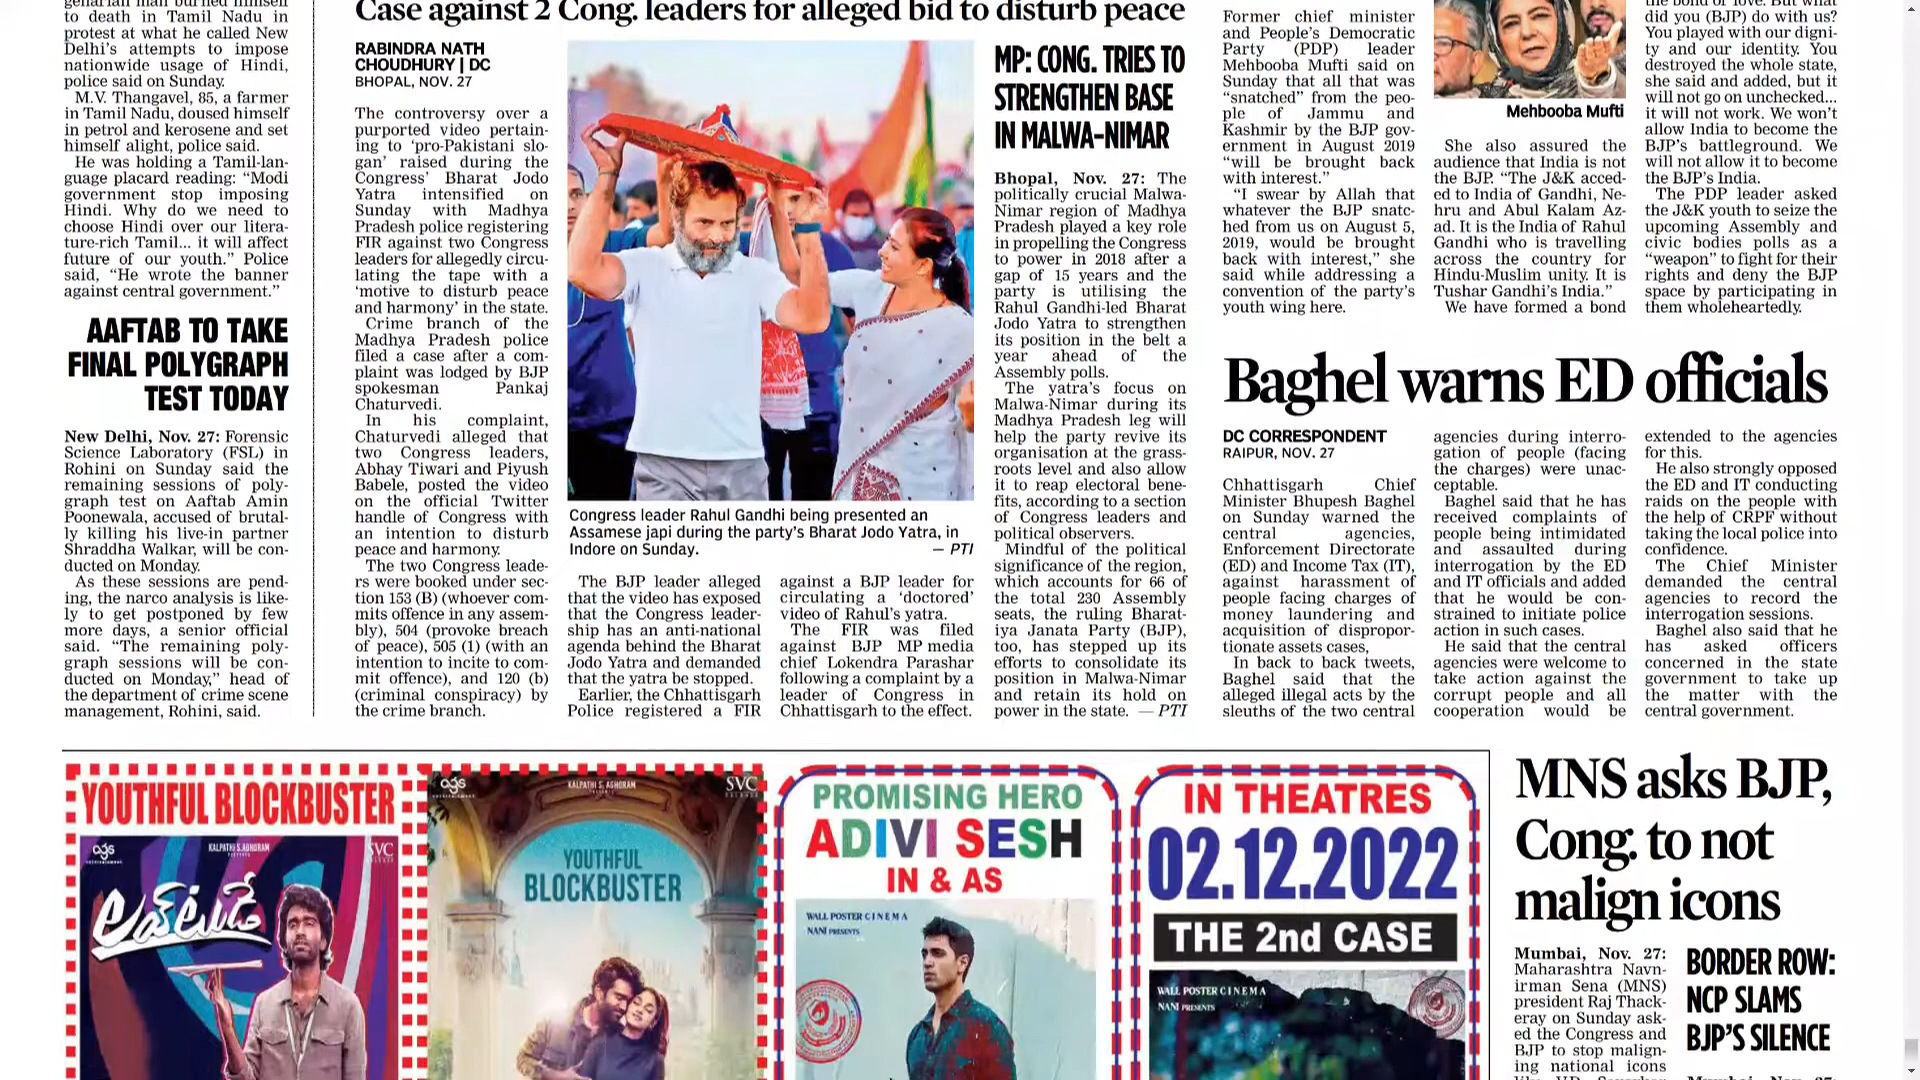 genarian man burned himself
to death in Tamil Nadu in
protest at what he called New
Delhi's attempts to impose
nationwide usage of Hindi,
police said on Sunday.
M.V. Thangavel, 85, a farmer
in Tamil Nadu, doused himself
in petrol and kerosene and set
himself alight, police said.
He was holding a Tamil-lan-
guage placard reading: “Modi
government stop imposing
Hindi. Why do we need to
choose Hindi over our litera-
ture-rich Tamil... it will affect
future of our youth.” Police
said, “He wrote the banner
against central government.”
AAFTAB TO TAKE
FINAL POLYGRAPH
TEST TODAY
New Delhi, Nov. 27: Forensic
Science Laboratory (FSL) in
Rohini on Sunday said the
remaining sessions of poly-
graph test on Aaftab Amin
Poonewala, accused of brutal-
ly killing his live-in partner
Shraddha Walkar, will be con-
ducted on Monday.
As these sessions are pend-
ing, the narco analysis is like-
ly to get postponed by few
more days, a senior official
said. “The remaining poly-
graph sessions will be con-
ducted on Monday,” head of
the department of crime scene
management, Rohini, said.
Case against 2 Cong. leaders for alleged bid to disturb peace
RABINDRA NATH
CHOUDHURY | DC
BHOPAL, NOV. 27
The controversy over a
purported video pertain-
ing to ‘pro-Pakistani slo-
gan’ raised during the
Congress’ Bharat Jodo
Yatra intensified on
Sunday with Madhya
Pradesh police registering
FIR against two Congress
leaders for allegedly circu-
lating the tape with a
‘motive to disturb peace
and harmony’ in the state.
Crime branch of the
Madhya Pradesh police
filed a case after a com-
plaint was lodged by BJP
spokesman Pankaj
Chaturvedi.
In his complaint,
Chaturvedi alleged that
two Congress leaders,
Abhay Tiwari and Piyush
Babele, posted the video
on the official Twitter
handle of Congress with
an intention to disturb
peace and harmony.
The two Congress leade-
rs were booked under sec-
tion 153 (B) (whoever com-
mits offence in any assem-
bly), 504 (provoke breach
of peace), 505 (1) (with an
intention to incite to com-
mit offence), and 120 (b)
(criminal conspiracy) by
the crime branch.
Congress leader Rahul Gandhi being presented an
Assamese japi during the party’s Bharat Jodo Yatra, in
Indore on Sunday. — PTI
The BJP leader alleged
that the video has exposed
that the Congress leader-
ship has an anti-national
agenda behind the Bharat
Jodo Yatra and demanded
that the yatra be stopped.
Earlier, the Chhattisgarh
Police registered a FIR
against a BJP leader for
circulating a ‘doctored’
video of Rahul’s yatra.
The FIR was filed
against BJP MP media
chief Lokendra Parashar
following a complaint by a
leader of Congress in
Chhattisgarh to the effect.
MP: CONG. TRIES TO
STRENGTHEN BASE
IN MALWA-NIMAR
Bhopal, Nov. 27: The
politically crucial Malwa-
Nimar region of Madhya
Pradesh played a key role
in propelling the Congress
to power in 2018 after a
gap of 15 years and the
party is utilising the
Rahul Gandhi-led Bharat
Jodo Yatra to strengthen
its position in the belt a
year ahead of the
Assembly polls.
The yatra’s focus on
Malwa-Nimar during its
Madhya Pradesh leg will
help the party revive its
organisation at the grass-
roots level and also allow
it to reap electoral bene-
fits, according to a section
of Congress leaders and
political observers.
Mindful of the political
significance of the region,
which accounts for 66 of
the total 230 Assembly
seats, the ruling Bharat-
iya Janata Party (BJP),
too, has stepped up its
efforts to consolidate its
position in Malwa-Nimar
and retain its hold on
power in the state. — PTI
Former chief minister
and People’s Democratic
Party (PDP) leader
Mehbooba Mufti said on
Sunday that all that was
“snatched” from the peo-
ple of Jammu and
Kashmir by the BJP gov-
ernment in August 2019
“will be brought back
with interest.”
“I swear by Allah that
whatever the BJP snatc-
hed from us on August 5,
2019, would be brought
back with interest,” she
said while addressing a
convention of the party’s
youth wing here.
Mehbooba Mufti
She also assured the
audience that India is not
the BJP. “The J&K acced-
ed to India of Gandhi, Ne-
hru and Abul Kalam Az-
ad. It is the India of Rahul
Gandhi who is travelling
across the country for
Hindu-Muslim unity. It is
Tushar Gandhi’s India.”
We have formed a bond
the bond of love. But what
did you (BJP) do with us?
You played with our digni-
ty and our identity. You
destroyed the whole state,
she said and added, but it
will not go on unchecked...
it will not work. We won’t
allow India to become the
BJP’s battleground. We
will not allow it to become
the BJP’s India.
The PDP leader asked
the J&K youth to seize the
upcoming Assembly and
civic bodies polls as a
“weapon” to fight for their
rights and deny the BJP
space by participating in
them wholeheartedly.
Baghel warns ED officials
DC CORRESPONDENT
RAIPUR, NOV. 27
Chhattisgarh Chief
Minister Bhupesh Baghel
on Sunday warned the
central agencies,
Enforcement Directorate
(ED) and Income Tax (IT),
against harassment of
people facing charges of
money laundering and
acquisition of dispropor-
tionate assets cases,
In back to back tweets,
Baghel said that the
alleged illegal acts by the
sleuths of the two central
agencies during interro-
gation of people (facing
the charges) were unac-
ceptable.
Baghel said that he has
received complaints of
people being intimidated
and assaulted during
interrogation by the ED
and IT officials and added
that he would be con-
strained to initiate police
action in such cases.
He said that the central
agencies were welcome to
take action against the
corrupt people and all
cooperation would be
extended to the agencies
for this.
He also strongly opposed
the ED and IT conducting
raids on the people with
the help of CRPF without
taking the local police into
confidence.
The Chief Minister
demanded the central
agencies to record the
interrogation sessions.
Baghel also said that he
has asked officers
concerned in the state
government to take up
the matter with the
central government.
YOUTHFUL BLOCKBUSTER
ags
KALPATHI S. AGHORAM
SVC
లవ్ టుడే
ags
KALPATHI S. AGHORAM
SVC
YOUTHFUL
BLOCKBUSTER
PROMISING HERO
ADIVI SESH
IN & AS
WALL POSTER CINEMA
NANI PRESENTS
IN THEATRES
02.12.2022
THE 2nd CASE
WALL POSTER CINEMA
NANI PRESENTS
MNS asks BJP,
Cong. to not
malign icons
Mumbai, Nov. 27:
Maharashtra Navn-
irman Sena (MNS)
president Raj Thack-
eray on Sunday ask-
ed the Congress and
BJP to stop malign-
ing national icons
BORDER ROW:
NCP SLAMS
BJP’S SILENCE